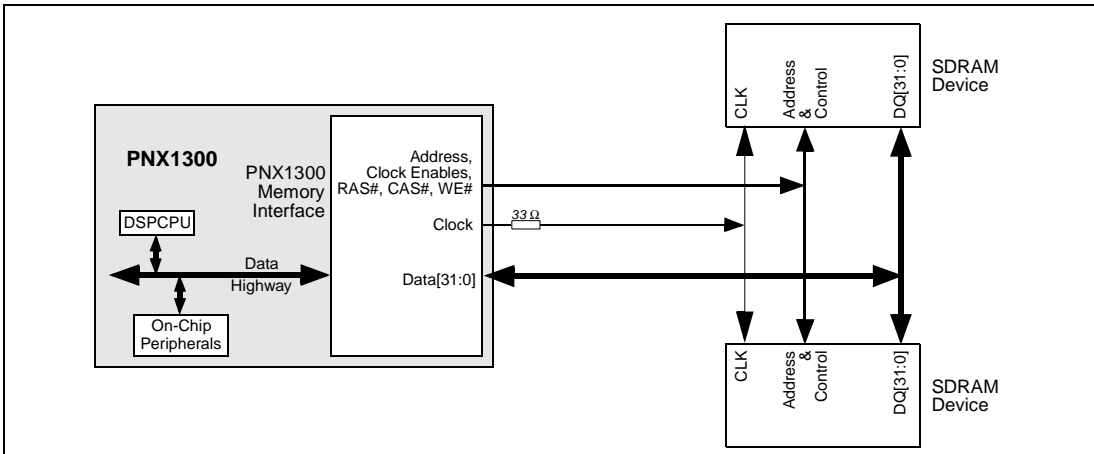 PNX1300
DSPCPU
Data
Highway
On-Chip
Peripherals
PNX1300
Memory
Interface
Address,
Clock Enables,
RAS#, CAS#, WE#
Clock
Data[31:0]
33 Ω
CLK
Address
&
Control
DQ[31:0]
SDRAM
Device
CLK
Address
&
Control
DQ[31:0]
SDRAM
Device